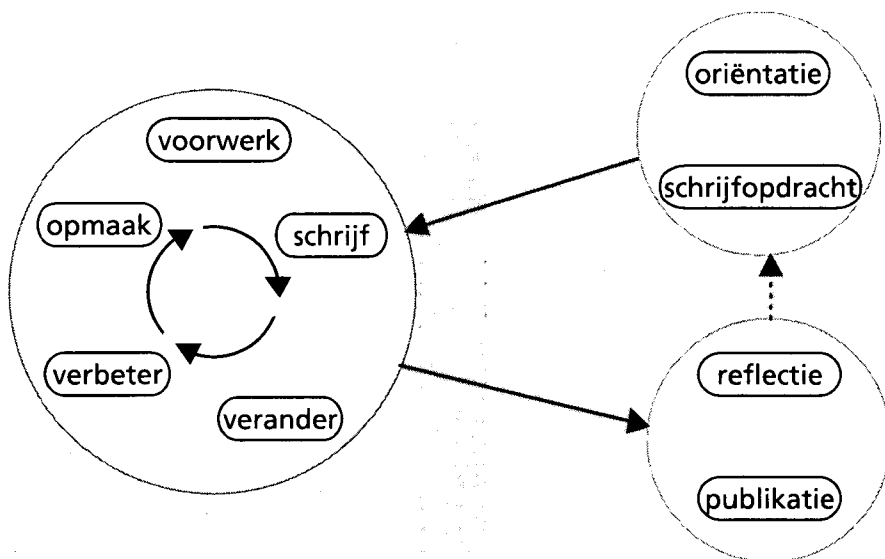 oriëntatie
schrijfopdracht
voorwerk
schrijf
opmaak
verbeter
verander
reflectie
publikatie